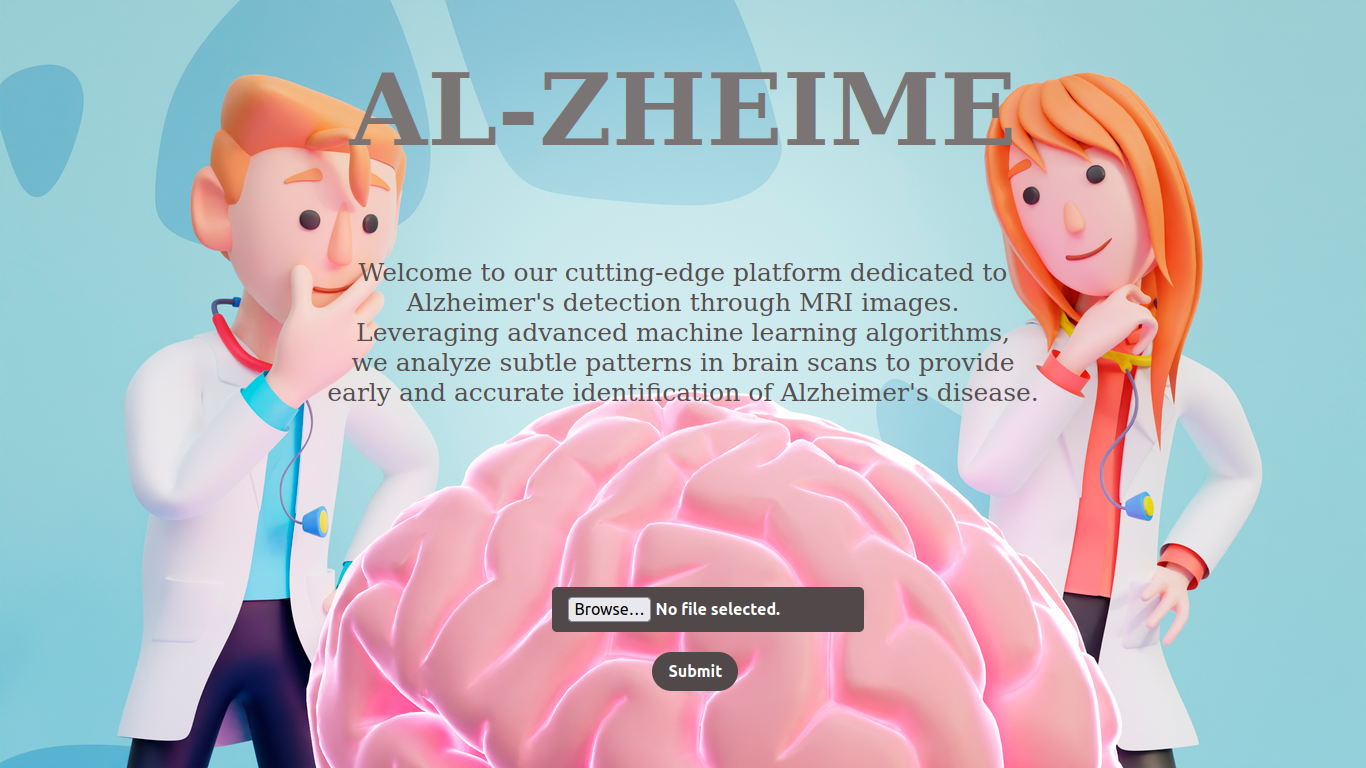 AL-ZHEIME
Welcome to our cutting-edge platform dedicated to
Alzheimer's detection through MRI images.
Leveraging advanced machine learning algorithms,
we analyze subtle patterns in brain scans to provide
early and accurate identification of Alzheimer's disease.
Browse... No file selected.
Submit